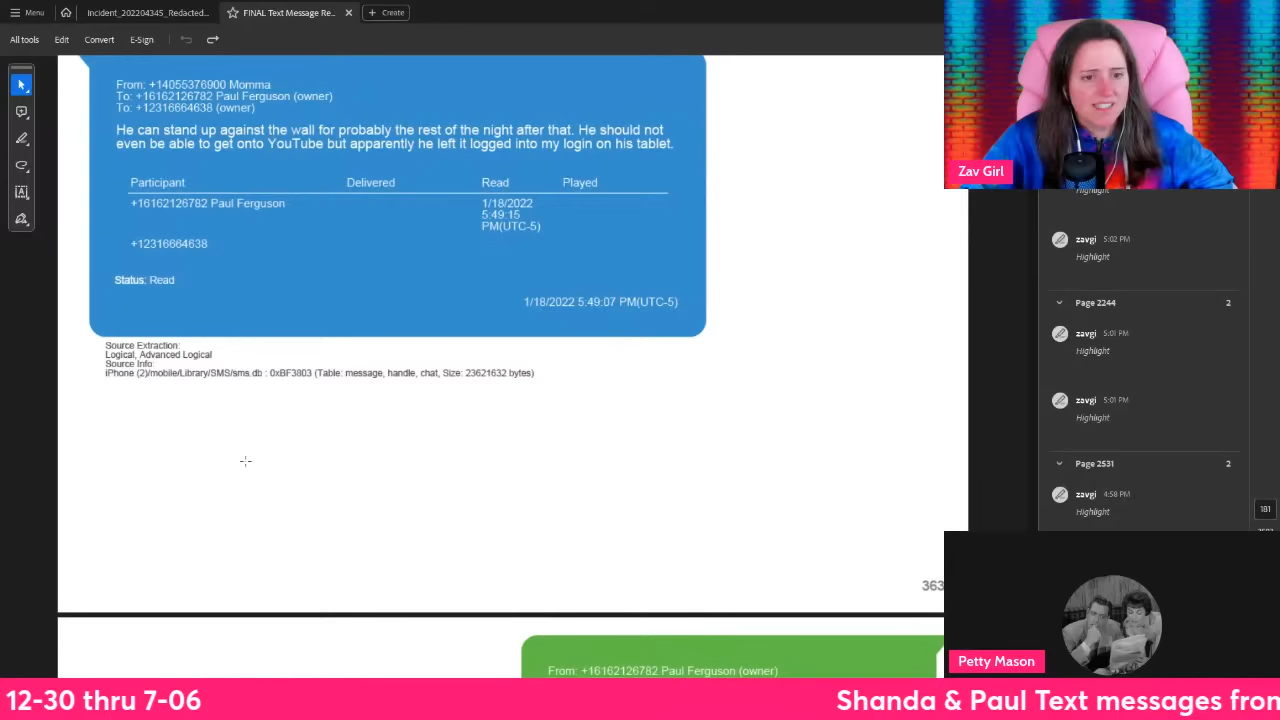 Menu
Incident_202204345_Redacted...
FINAL Text Message Re...
Create
All tools
Edit
Convert
E-Sign
From: +14055376900 Momma
To: +16162126782 Paul Ferguson (owner)
To: +12316664638 (owner)
He can stand up against the wall for probably the rest of the night after that. He should not
even be able to get onto YouTube but apparently he left it logged into my login on his tablet.
Participant Delivered Read Played
+16162126782 Paul Ferguson 1/18/2022
5:49:15
PM(UTC-5)
+12316664638
Status: Read
1/18/2022 5:49:07 PM(UTC-5)
Source Extraction:
Logical, Advanced Logical
Source Info:
iPhone (2)/mobile/Library/SMS/sms.db : 0xBF3803 (Table: message, handle, chat, Size: 23621632 bytes)
363
From: +16162126782 Paul Ferguson (owner)
Zav Girl
Highlight
zavgi 5:02 PM
Highlight
Page 2244 2
zavgi 5:01 PM
Highlight
zavgi 5:01 PM
Highlight
Page 2531 2
zavgi 4:58 PM
Highlight
181
Petty Mason
12-30 thru 7-06 Shanda & Paul Text messages from